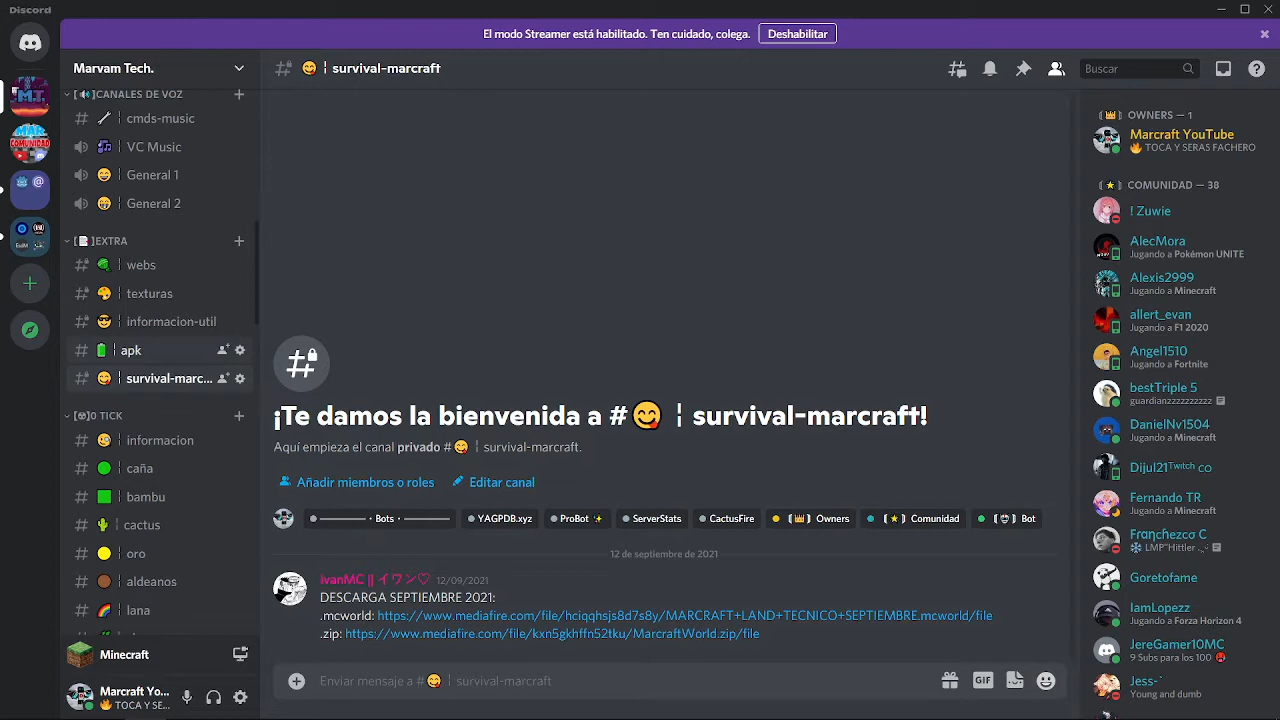 Discord
El modo Streamer está habilitado. Ten cuidado, colega.
Deshabilitar
Marvam Tech.
😋 ¦ survival-marcraft
Buscar
CANALES DE VOZ
cmds-music
VC Music
General 1
General 2
EXTRA
webs
texturas
informacion-util
apk
survival-marc...
0 TICK
informacion
caña
bambu
cactus
oro
aldeanos
lana
Minecraft
Marcraft Yo...
🔥 TOCA Y SE...
¡Te damos la bienvenida a #😋 ¦ survival-marcraft!
Aquí empieza el canal privado #😋 ¦ survival-marcraft.
Añadir miembros o roles
Editar canal
Bots
YAGPDB.xyz
ProBot ✨
ServerStats
CactusFire
Owners
Comunidad
Bot
12 de septiembre de 2021
ivanMC || イワン♡ 12/09/2021
DESCARGA SEPTIEMBRE 2021:
.mcworld: https://www.mediafire.com/file/hciqqhsjs8d7s8y/MARCRAFT+LAND+TECNICO+SEPTIEMBRE.mcworld/file
.zip: https://www.mediafire.com/file/kxn5gkhffn52tku/MarcraftWorld.zip/file
Enviar mensaje a #😋 ¦ survival-marcraft
GIF
OWNERS — 1
Marcraft YouTube
🔥 TOCA Y SERAS FACHERO
COMUNIDAD — 38
! Zuwie
AlecMora
Jugando a Pokémon UNITE
Alexis2999
Jugando a Minecraft
allert_evan
Jugando a F1 2020
Angel1510
Jugando a Fortnite
bestTriple 5
guardianzzzzzzzzzz
DanielNv1504
Jugando a Minecraft
Dijul21ᵀʷⁱᵗᶜʰ co
Fernando TR
Jugando a Minecraft
Frąnçћezcσ C
❄ LMP"Hittler
Goretofame
IamLopezz
Jugando a Forza Horizon 4
JereGamer10MC
9 Subs para los 100
Jess-˙
Young and dumb